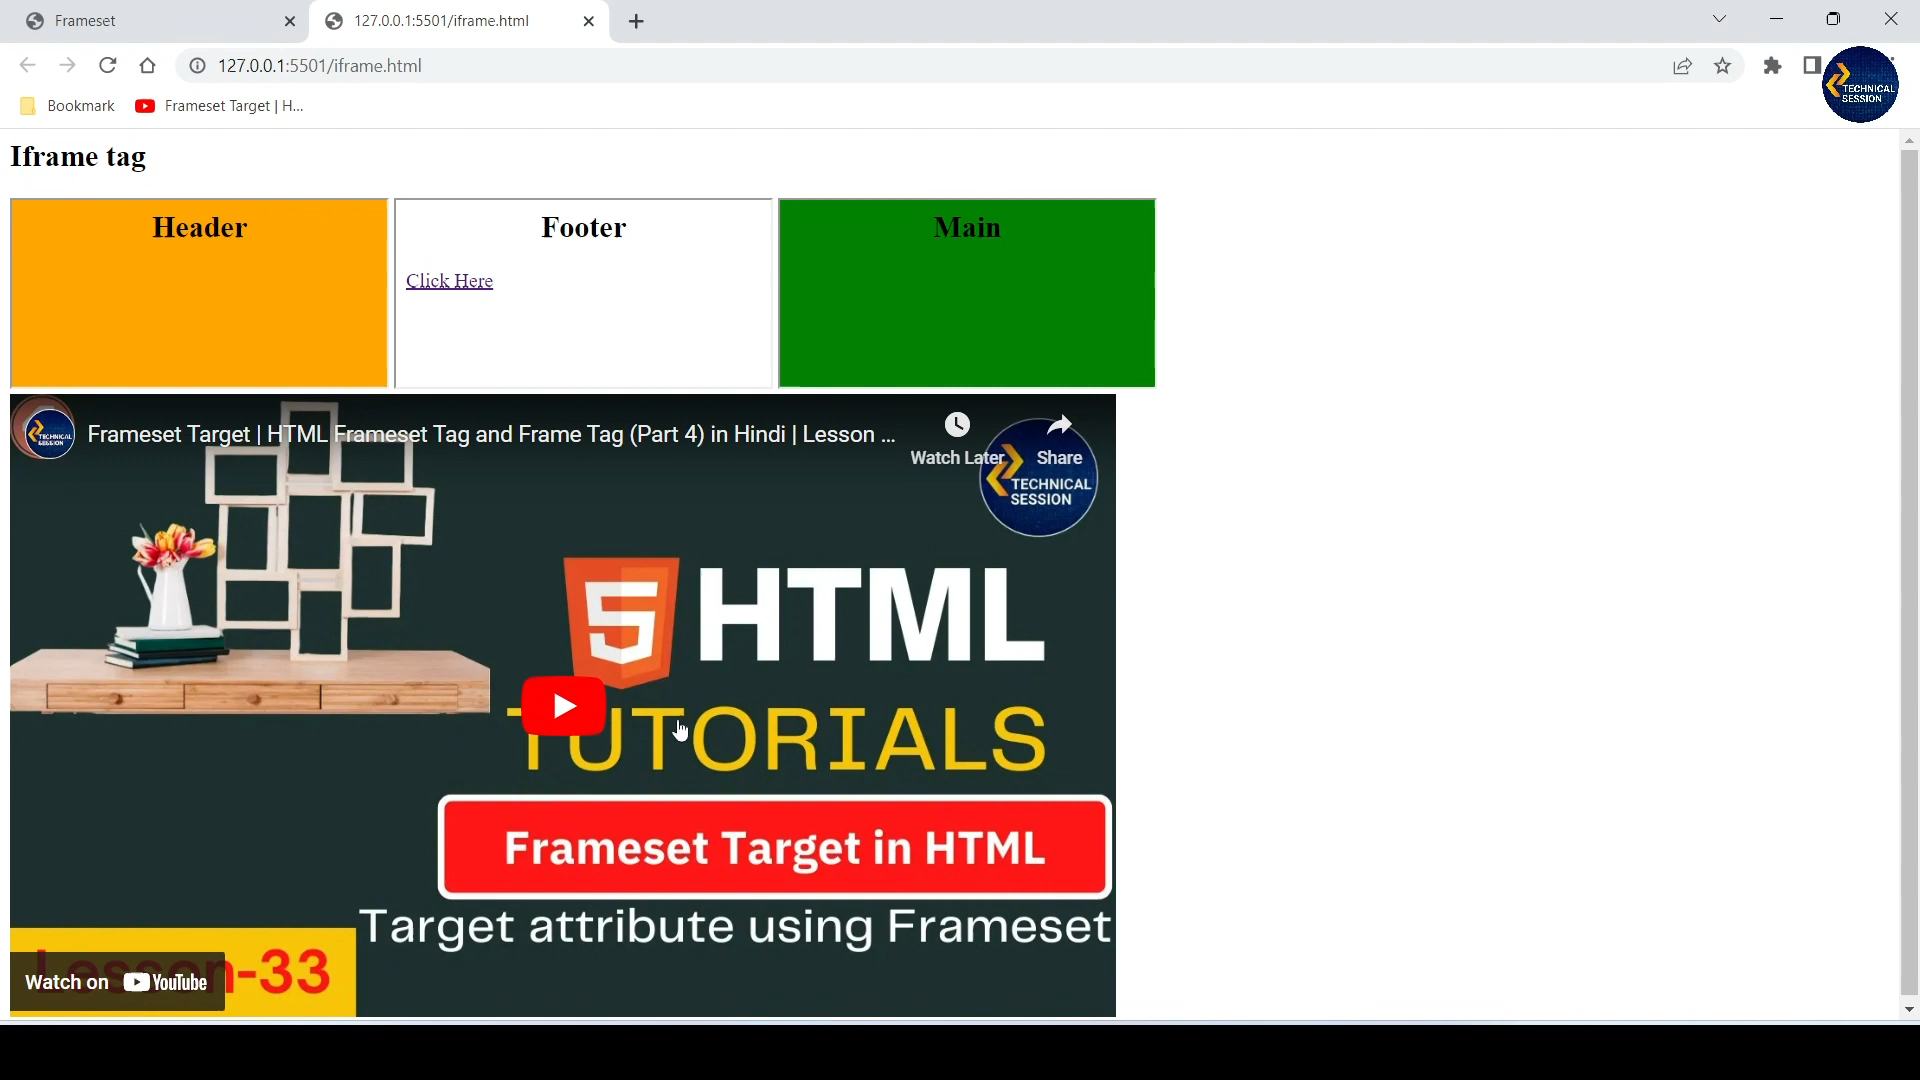 Frameset
127.0.0.1:5501/iframe.html
127.0.0.1:5501/iframe.html
Bookmark
Frameset Target | H...
TECHNICAL
SESSION
Iframe tag
Header
Footer
Main
Click Here
TECHNICAL
SESSION
Frameset Target | HTML Frameset Tag and Frame Tag (Part 4) in Hindi | Lesson ...
Watch Later
Share
TECHNICAL
SESSION
5 HTML
TUTORIALS
Frameset Target in HTML
Target attribute using Frameset
Lesson-33
Watch on YouTube